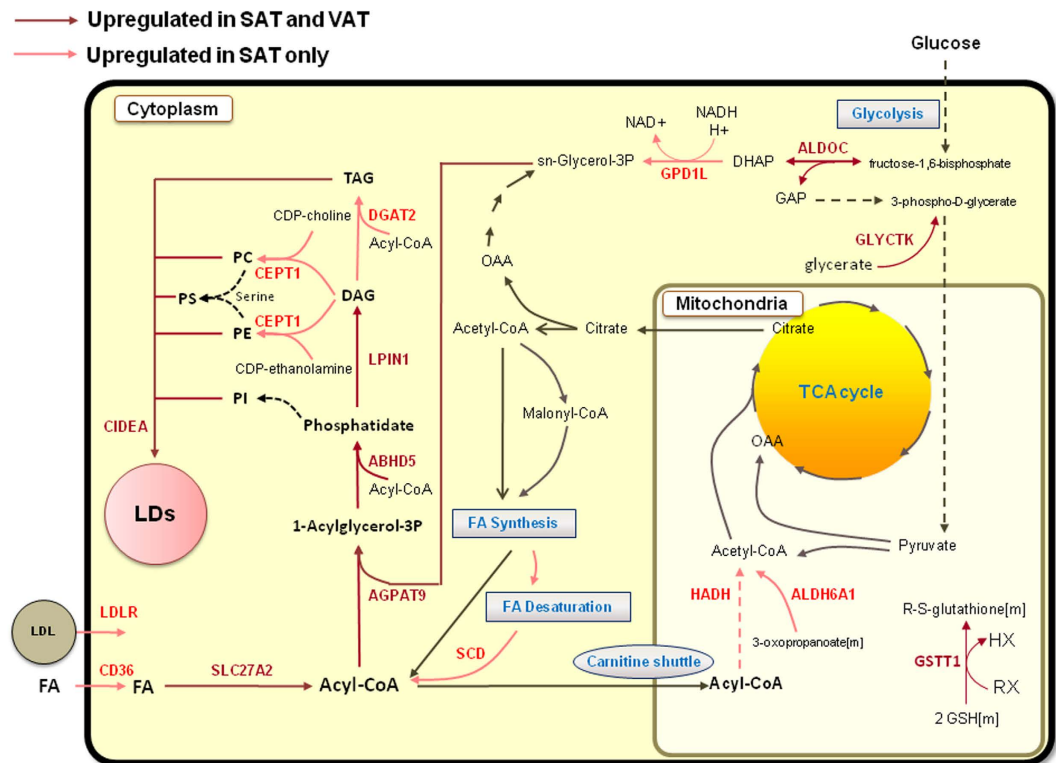 Upregulated in SAT and VAT
Upregulated in SAT only
Glucose
Cytoplasm
Glycolysis
NAD+
NADH
H+
sn-Glycerol-3P
GPD1L
DHAP
ALDOC
fructose-1,6-bisphosphate
GAP
3-phospho-D-glycerate
GLYCTK
glycerate
TAG
CDP-choline
DGAT2
Acyl-CoA
PC
CEPT1
OAA
PS
Serine
DAG
CEPT1
PE
CDP-ethanolamine
LPIN1
PI
Phosphatidate
CIDEA
ABHD5
Acyl-CoA
LDs
1-Acylglycerol-3P
AGPAT9
Acetyl-CoA
Citrate
Malonyl-CoA
FA Synthesis
FA Desaturation
SCD
Mitochondria
Citrate
TCA cycle
OAA
Acetyl-CoA
Pyruvate
HADH
ALDH6A1
3-oxopropanoate[m]
R-S-glutathione[m]
HX
GSTT1
RX
2 GSH[m]
LDL
LDLR
FA
CD36
FA
SLC27A2
Acyl-CoA
Carnitine shuttle
Acyl-CoA